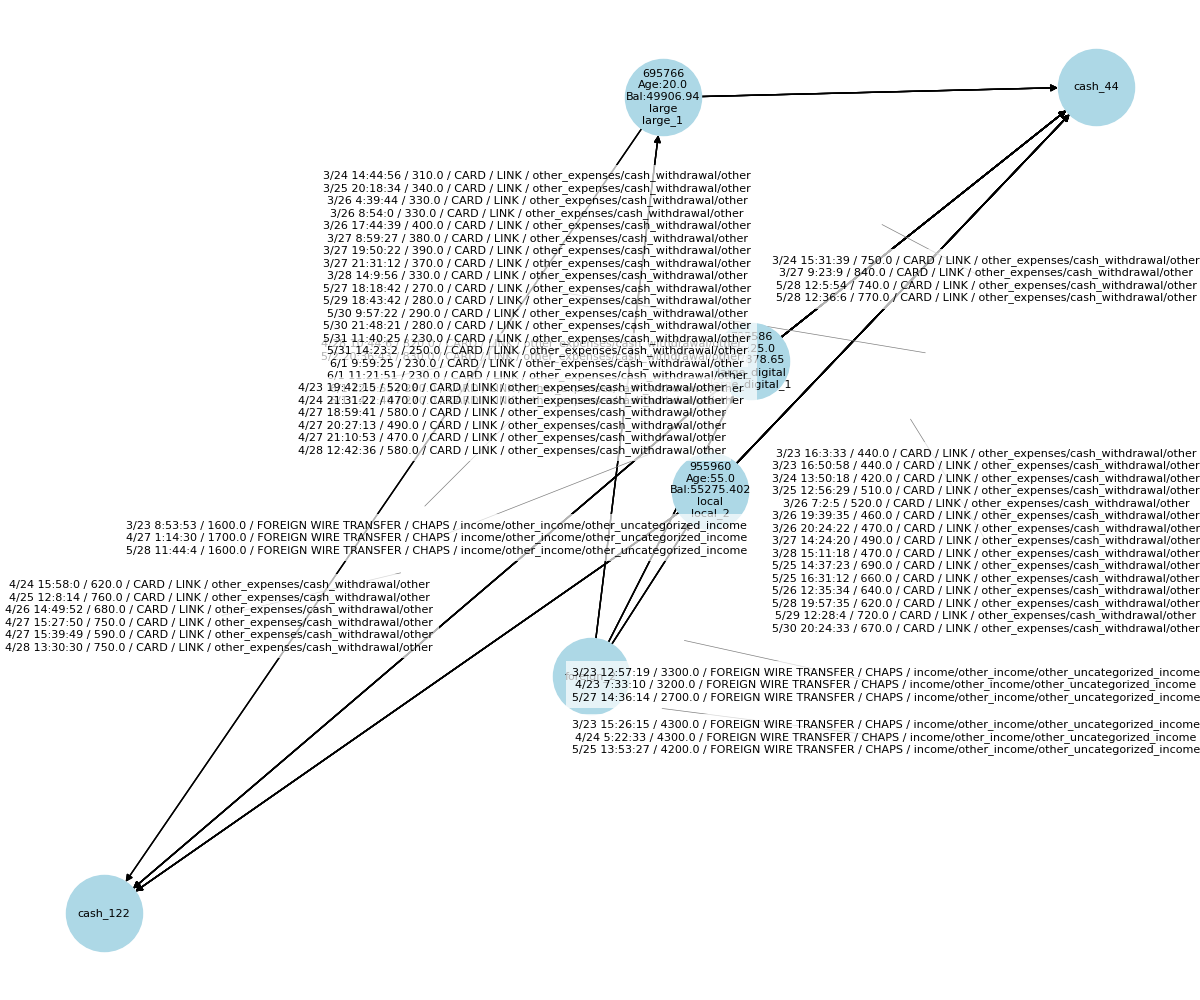 695766
Age:20.0
Bal:49906.94
large
large_1
cash_44
3/24 14:44:56 / 310.0 / CARD / LINK / other_expenses/cash_withdrawal/other
3/25 20:18:34 / 340.0 / CARD / LINK / other_expenses/cash_withdrawal/other
3/26 4:39:44 / 330.0 / CARD / LINK / other_expenses/cash_withdrawal/other
3/26 8:54:0 / 330.0 / CARD / LINK / other_expenses/cash_withdrawal/other
3/26 17:44:39 / 400.0 / CARD / LINK / other_expenses/cash_withdrawal/other
3/27 8:59:27 / 380.0 / CARD / LINK / other_expenses/cash_withdrawal/other
3/27 19:50:22 / 390.0 / CARD / LINK / other_expenses/cash_withdrawal/other
3/27 21:31:12 / 370.0 / CARD / LINK / other_expenses/cash_withdrawal/other
3/28 14:9:56 / 330.0 / CARD / LINK / other_expenses/cash_withdrawal/other
5/27 18:18:42 / 270.0 / CARD / LINK / other_expenses/cash_withdrawal/other
5/29 18:43:42 / 280.0 / CARD / LINK / other_expenses/cash_withdrawal/other
5/30 9:57:22 / 290.0 / CARD / LINK / other_expenses/cash_withdrawal/other
5/30 21:48:21 / 280.0 / CARD / LINK / other_expenses/cash_withdrawal/other
5/31 11:40:25 / 230.0 / CARD / LINK / other_expenses/cash_withdrawal/other
5/31 14:23:2 / 250.0 / CARD / LINK / other_expenses/cash_withdrawal/other
6/1 9:59:25 / 230.0 / CARD / LINK / other_expenses/cash_withdrawal/other
6/1 11:21:51 / 230.0 / CARD / LINK / other_expenses/cash_withdrawal/other
4/23 19:42:15 / 520.0 / CARD / LINK / other_expenses/cash_withdrawal/other
4/24 21:31:22 / 470.0 / CARD / LINK / other_expenses/cash_withdrawal/other
4/27 18:59:41 / 580.0 / CARD / LINK / other_expenses/cash_withdrawal/other
4/27 20:27:13 / 490.0 / CARD / LINK / other_expenses/cash_withdrawal/other
4/27 21:10:53 / 470.0 / CARD / LINK / other_expenses/cash_withdrawal/other
4/28 12:42:36 / 580.0 / CARD / LINK / other_expenses/cash_withdrawal/other
3/24 15:31:39 / 750.0 / CARD / LINK / other_expenses/cash_withdrawal/other
3/27 9:23:9 / 840.0 / CARD / LINK / other_expenses/cash_withdrawal/other
5/28 12:5:54 / 740.0 / CARD / LINK / other_expenses/cash_withdrawal/other
5/28 12:36:6 / 770.0 / CARD / LINK / other_expenses/cash_withdrawal/other
955960
Age:55.0
Bal:55275.402
local
local_2
3/23 16:3:33 / 440.0 / CARD / LINK / other_expenses/cash_withdrawal/other
3/23 16:50:58 / 440.0 / CARD / LINK / other_expenses/cash_withdrawal/other
3/24 13:50:18 / 420.0 / CARD / LINK / other_expenses/cash_withdrawal/other
3/25 12:56:29 / 510.0 / CARD / LINK / other_expenses/cash_withdrawal/other
3/26 7:2:5 / 520.0 / CARD / LINK / other_expenses/cash_withdrawal/other
3/26 19:39:35 / 460.0 / CARD / LINK / other_expenses/cash_withdrawal/other
3/26 20:24:22 / 470.0 / CARD / LINK / other_expenses/cash_withdrawal/other
3/27 14:24:20 / 490.0 / CARD / LINK / other_expenses/cash_withdrawal/other
3/28 15:11:18 / 470.0 / CARD / LINK / other_expenses/cash_withdrawal/other
5/25 14:37:23 / 690.0 / CARD / LINK / other_expenses/cash_withdrawal/other
5/25 16:31:12 / 660.0 / CARD / LINK / other_expenses/cash_withdrawal/other
5/26 12:35:34 / 640.0 / CARD / LINK / other_expenses/cash_withdrawal/other
5/28 19:57:35 / 620.0 / CARD / LINK / other_expenses/cash_withdrawal/other
5/29 12:28:4 / 720.0 / CARD / LINK / other_expenses/cash_withdrawal/other
5/30 20:24:33 / 670.0 / CARD / LINK / other_expenses/cash_withdrawal/other
3/23 8:53:53 / 1600.0 / FOREIGN WIRE TRANSFER / CHAPS / income/other_income/other_uncategorized_income
4/27 1:14:30 / 1700.0 / FOREIGN WIRE TRANSFER / CHAPS / income/other_income/other_uncategorized_income
5/28 11:44:4 / 1600.0 / FOREIGN WIRE TRANSFER / CHAPS / income/other_income/other_uncategorized_income
4/24 15:58:0 / 620.0 / CARD / LINK / other_expenses/cash_withdrawal/other
4/25 12:8:14 / 760.0 / CARD / LINK / other_expenses/cash_withdrawal/other
4/26 14:49:52 / 680.0 / CARD / LINK / other_expenses/cash_withdrawal/other
4/27 15:27:50 / 750.0 / CARD / LINK / other_expenses/cash_withdrawal/other
4/27 15:39:49 / 590.0 / CARD / LINK / other_expenses/cash_withdrawal/other
4/28 13:30:30 / 750.0 / CARD / LINK / other_expenses/cash_withdrawal/other
3/23 12:57:19 / 3300.0 / FOREIGN WIRE TRANSFER / CHAPS / income/other_income/other_uncategorized_income
4/23 7:33:10 / 3200.0 / FOREIGN WIRE TRANSFER / CHAPS / income/other_income/other_uncategorized_income
5/27 14:36:14 / 2700.0 / FOREIGN WIRE TRANSFER / CHAPS / income/other_income/other_uncategorized_income
3/23 15:26:15 / 4300.0 / FOREIGN WIRE TRANSFER / CHAPS / income/other_income/other_uncategorized_income
4/24 5:22:33 / 4300.0 / FOREIGN WIRE TRANSFER / CHAPS / income/other_income/other_uncategorized_income
5/25 13:53:27 / 4200.0 / FOREIGN WIRE TRANSFER / CHAPS / income/other_income/other_uncategorized_income
cash_122